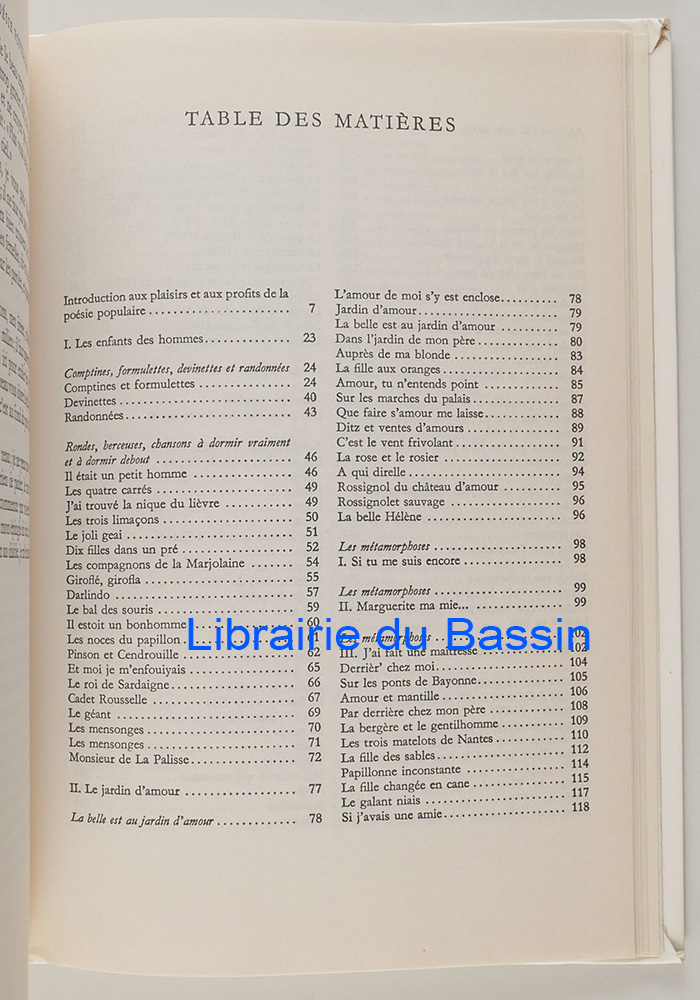 TABLE DES MATIÈRES
Introduction aux plaisirs et aux profits de la
poésie populaire . . . . . . . . . . . . . . . . . . . . . . 7
I. Les enfants des hommes . . . . . . . . . . . . . . 23
Comptines, formulettes, devinettes et randonnées 24
Comptines et formulettes . . . . . . . . . . . . . . 24
Devinettes . . . . . . . . . . . . . . . . . . . . . . . . . 40
Randonnées . . . . . . . . . . . . . . . . . . . . . . . . 43
Rondes, berceuses, chansons à dormir vraiment
et à dormir debout . . . . . . . . . . . . . . . . . . . . 46
Il était un petit homme . . . . . . . . . . . . . . . . 46
Les quatre carrés . . . . . . . . . . . . . . . . . . . . 49
J'ai trouvé la nique du lièvre . . . . . . . . . . . 49
Les trois limaçons . . . . . . . . . . . . . . . . . . . 50
Le joli geai . . . . . . . . . . . . . . . . . . . . . . . . 51
Dix filles dans un pré . . . . . . . . . . . . . . . . 52
Les compagnons de la Marjolaine . . . . . . . . 54
Giroflé, girofla . . . . . . . . . . . . . . . . . . . . . 55
Darlindo . . . . . . . . . . . . . . . . . . . . . . . . . . 57
Le bal des souris . . . . . . . . . . . . . . . . . . . . 59
Il estoit un bonhomme . . . . . . . . . . . . . . . . 60
Les noces du papillon . . . . . . . . . . . . . . . . 61
Pinson et Cendrouille . . . . . . . . . . . . . . . . 62
Et moi je m'enfouiyais . . . . . . . . . . . . . . . . 65
Le roi de Sardaigne . . . . . . . . . . . . . . . . . . 66
Cadet Rousselle . . . . . . . . . . . . . . . . . . . . 67
Le géant . . . . . . . . . . . . . . . . . . . . . . . . . . 69
Les mensonges . . . . . . . . . . . . . . . . . . . . . 70
Les mensonges . . . . . . . . . . . . . . . . . . . . . 71
Monsieur de La Palisse . . . . . . . . . . . . . . . 72
II. Le jardin d'amour . . . . . . . . . . . . . . . . . . 77
La belle est au jardin d'amour . . . . . . . . . . . . 78
L'amour de moi s'y est enclose . . . . . . . . . . 78
Jardin d'amour . . . . . . . . . . . . . . . . . . . . . 79
La belle est au jardin d'amour . . . . . . . . . . 79
Dans l'jardin de mon père . . . . . . . . . . . . . 80
Auprès de ma blonde . . . . . . . . . . . . . . . . 83
La fille aux oranges . . . . . . . . . . . . . . . . . . 84
Amour, tu n'entends point . . . . . . . . . . . . 85
Sur les marches du palais . . . . . . . . . . . . . 87
Que faire s'amour me laisse . . . . . . . . . . . . 88
Ditz et ventes d'amours . . . . . . . . . . . . . . . 89
C'est le vent frivolant . . . . . . . . . . . . . . . . 91
La rose et le rosier . . . . . . . . . . . . . . . . . . 92
A qui direlle . . . . . . . . . . . . . . . . . . . . . . . 94
Rossignol du château d'amour . . . . . . . . . . 95
Rossignolet sauvage . . . . . . . . . . . . . . . . . 96
La belle Hélène . . . . . . . . . . . . . . . . . . . . 96
Les métamorphoses . . . . . . . . . . . . . . . . . . 98
I. Si tu me suis encore . . . . . . . . . . . . . . . . 98
Les métamorphoses . . . . . . . . . . . . . . . . . . 99
II. Marguerite ma mie... . . . . . . . . . . . . . . . 99
Les métamorphoses . . . . . . . . . . . . . . . . . . 102
III. J'ai fait une maîtresse . . . . . . . . . . . . . . 102
Derrièr' chez moi . . . . . . . . . . . . . . . . . . . . 104
Sur les ponts de Bayonne . . . . . . . . . . . . . . 105
Amour et mantille . . . . . . . . . . . . . . . . . . . 106
Par derrière chez mon père . . . . . . . . . . . . . 108
La bergère et le gentilhomme . . . . . . . . . . . 109
Les trois matelots de Nantes . . . . . . . . . . . . 110
La fille des sables . . . . . . . . . . . . . . . . . . . . 112
Papillonne inconstante . . . . . . . . . . . . . . . . 114
La fille changée en cane . . . . . . . . . . . . . . . 115
Le galant niais . . . . . . . . . . . . . . . . . . . . . . 117
Si j'avais une amie . . . . . . . . . . . . . . . . . . . 118
Librairie du Bassin